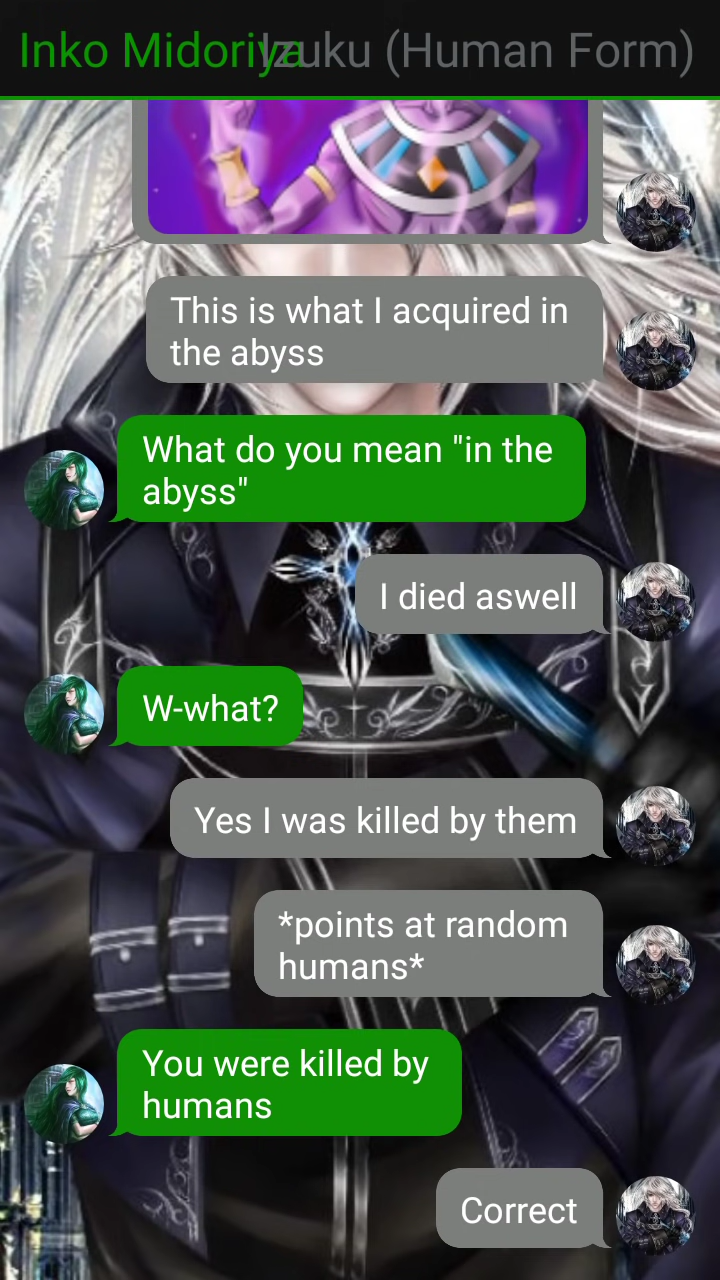 Inko Midoriya
Izuku (Human Form)
This is what I acquired in
the abyss
What do you mean "in the
abyss"
I died aswell
W-what?
Yes I was killed by them
*points at random
humans*
You were killed by
humans
Correct